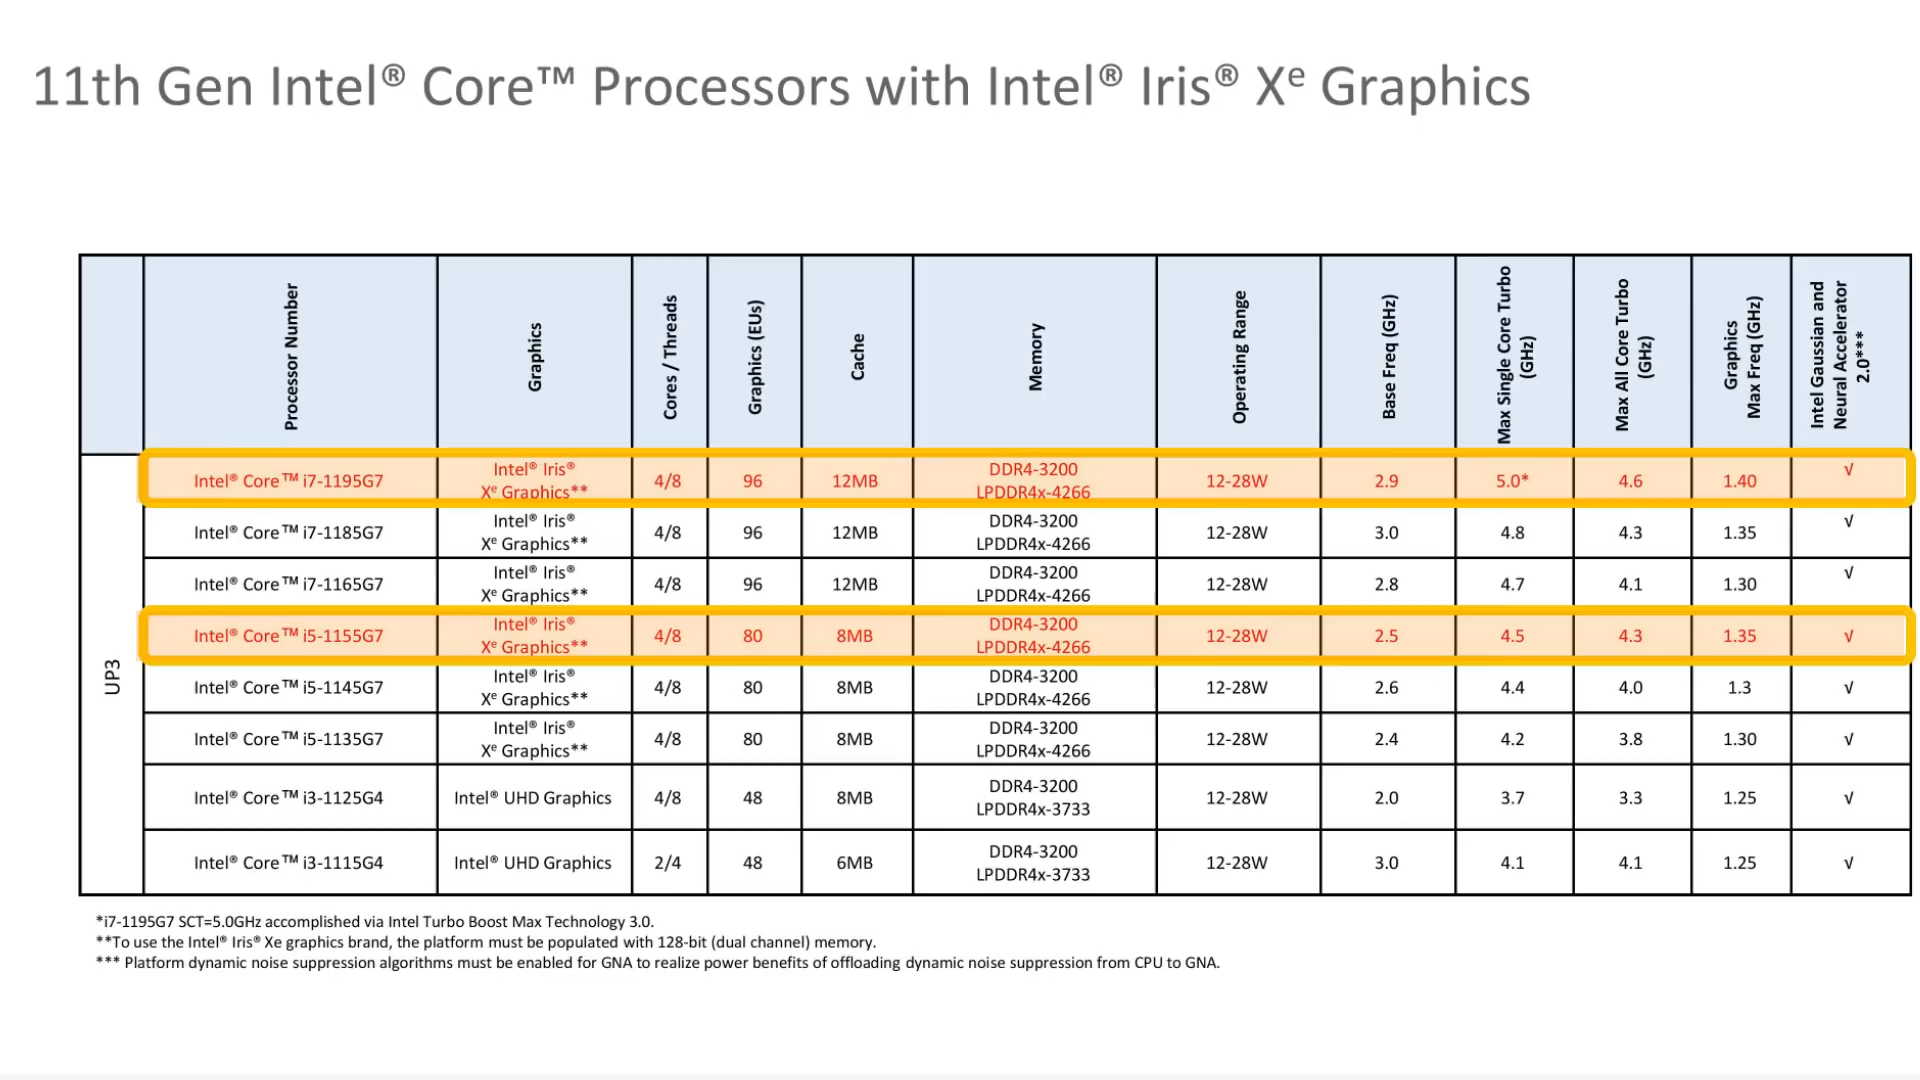 11th Gen Intel® Core™ Processors with Intel® Iris® Xe Graphics
Processor Number
Graphics
Cores / Threads
Graphics (EUs)
Cache
Memory
Operating Range
Base Freq (GHz)
Max Single Core Turbo
(GHz)
Max All Core Turbo
(GHz)
Graphics
Max Freq (GHz)
Intel Gaussian and
Neural Accelerator
2.0***
UP3
Intel® Core™ i7-1195G7 Intel® Iris® Xe Graphics** 4/8 96 12MB DDR4-3200 LPDDR4x-4266 12-28W 2.9 5.0* 4.6 1.40 √
Intel® Core™ i7-1185G7 Intel® Iris® Xe Graphics** 4/8 96 12MB DDR4-3200 LPDDR4x-4266 12-28W 3.0 4.8 4.3 1.35 √
Intel® Core™ i7-1165G7 Intel® Iris® Xe Graphics** 4/8 96 12MB DDR4-3200 LPDDR4x-4266 12-28W 2.8 4.7 4.1 1.30 √
Intel® Core™ i5-1155G7 Intel® Iris® Xe Graphics** 4/8 80 8MB DDR4-3200 LPDDR4x-4266 12-28W 2.5 4.5 4.3 1.35 √
Intel® Core™ i5-1145G7 Intel® Iris® Xe Graphics** 4/8 80 8MB DDR4-3200 LPDDR4x-4266 12-28W 2.6 4.4 4.0 1.3 √
Intel® Core™ i5-1135G7 Intel® Iris® Xe Graphics** 4/8 80 8MB DDR4-3200 LPDDR4x-4266 12-28W 2.4 4.2 3.8 1.30 √
Intel® Core™ i3-1125G4 Intel® UHD Graphics 4/8 48 8MB DDR4-3200 LPDDR4x-3733 12-28W 2.0 3.7 3.3 1.25 √
Intel® Core™ i3-1115G4 Intel® UHD Graphics 2/4 48 6MB DDR4-3200 LPDDR4x-3733 12-28W 3.0 4.1 4.1 1.25 √
*i7-1195G7 SCT=5.0GHz accomplished via Intel Turbo Boost Max Technology 3.0.
**To use the Intel® Iris® Xe graphics brand, the platform must be populated with 128-bit (dual channel) memory.
*** Platform dynamic noise suppression algorithms must be enabled for GNA to realize power benefits of offloading dynamic noise suppression from CPU to GNA.